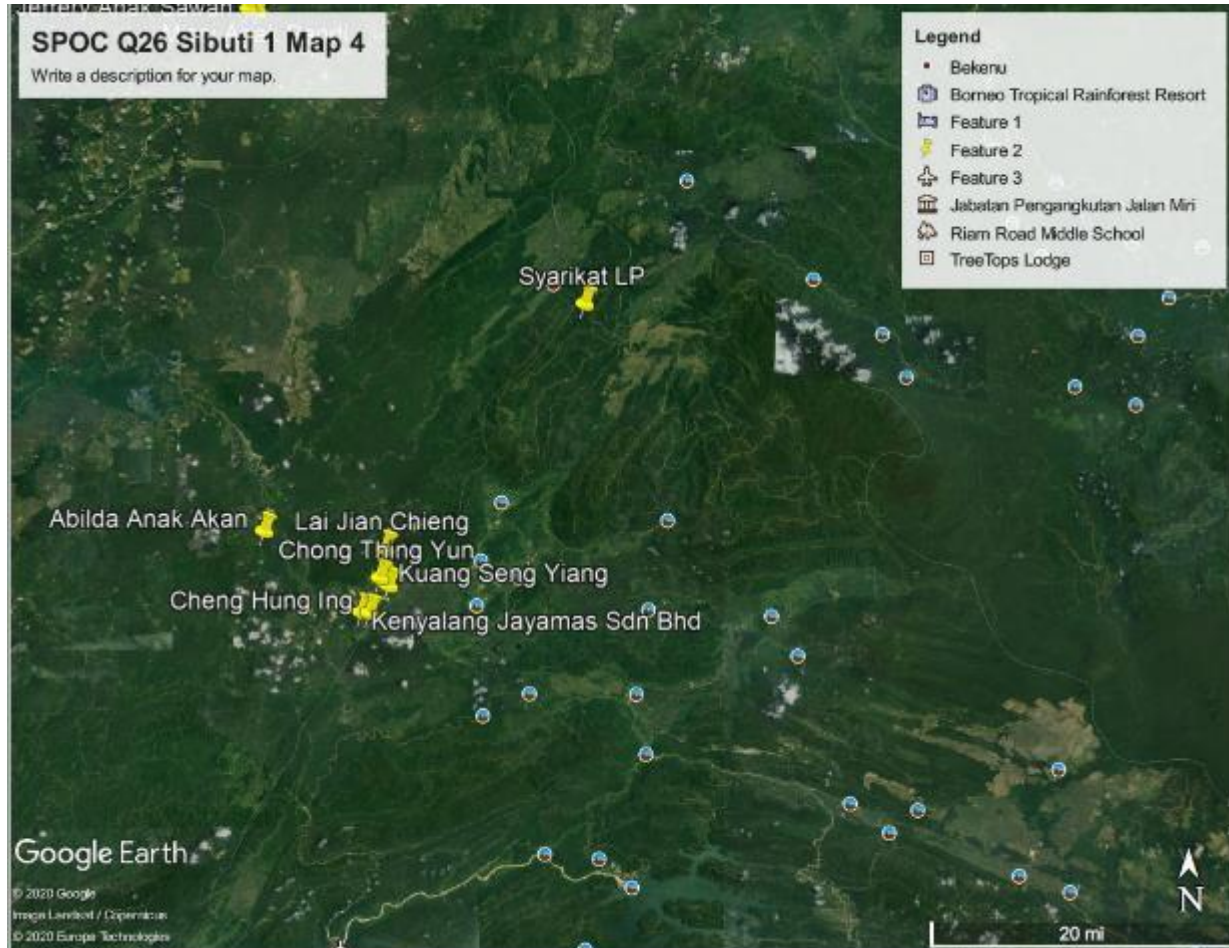 Jeffery Anak Sawan
SPOC Q26 Sibuti 1 Map 4
Write a description for your map.
Legend
Bekenu
Borneo Tropical Rainforest Resort
Feature 1
Feature 2
Feature 3
Jabatan Pengangkutan Jalan Miri
Riam Road Middle School
TreeTops Lodge
Syarikat LP
Abilda Anak Akan
Lai Jian Chieng
Chong Thing Yun
Kuang Seng Yiang
Cheng Hung Ing
Kenyalang Jayamas Sdn Bhd
Google Earth
© 2020 Google
Image Landsat / Copernicus
© 2020 Europa Technologies
N
20 mi